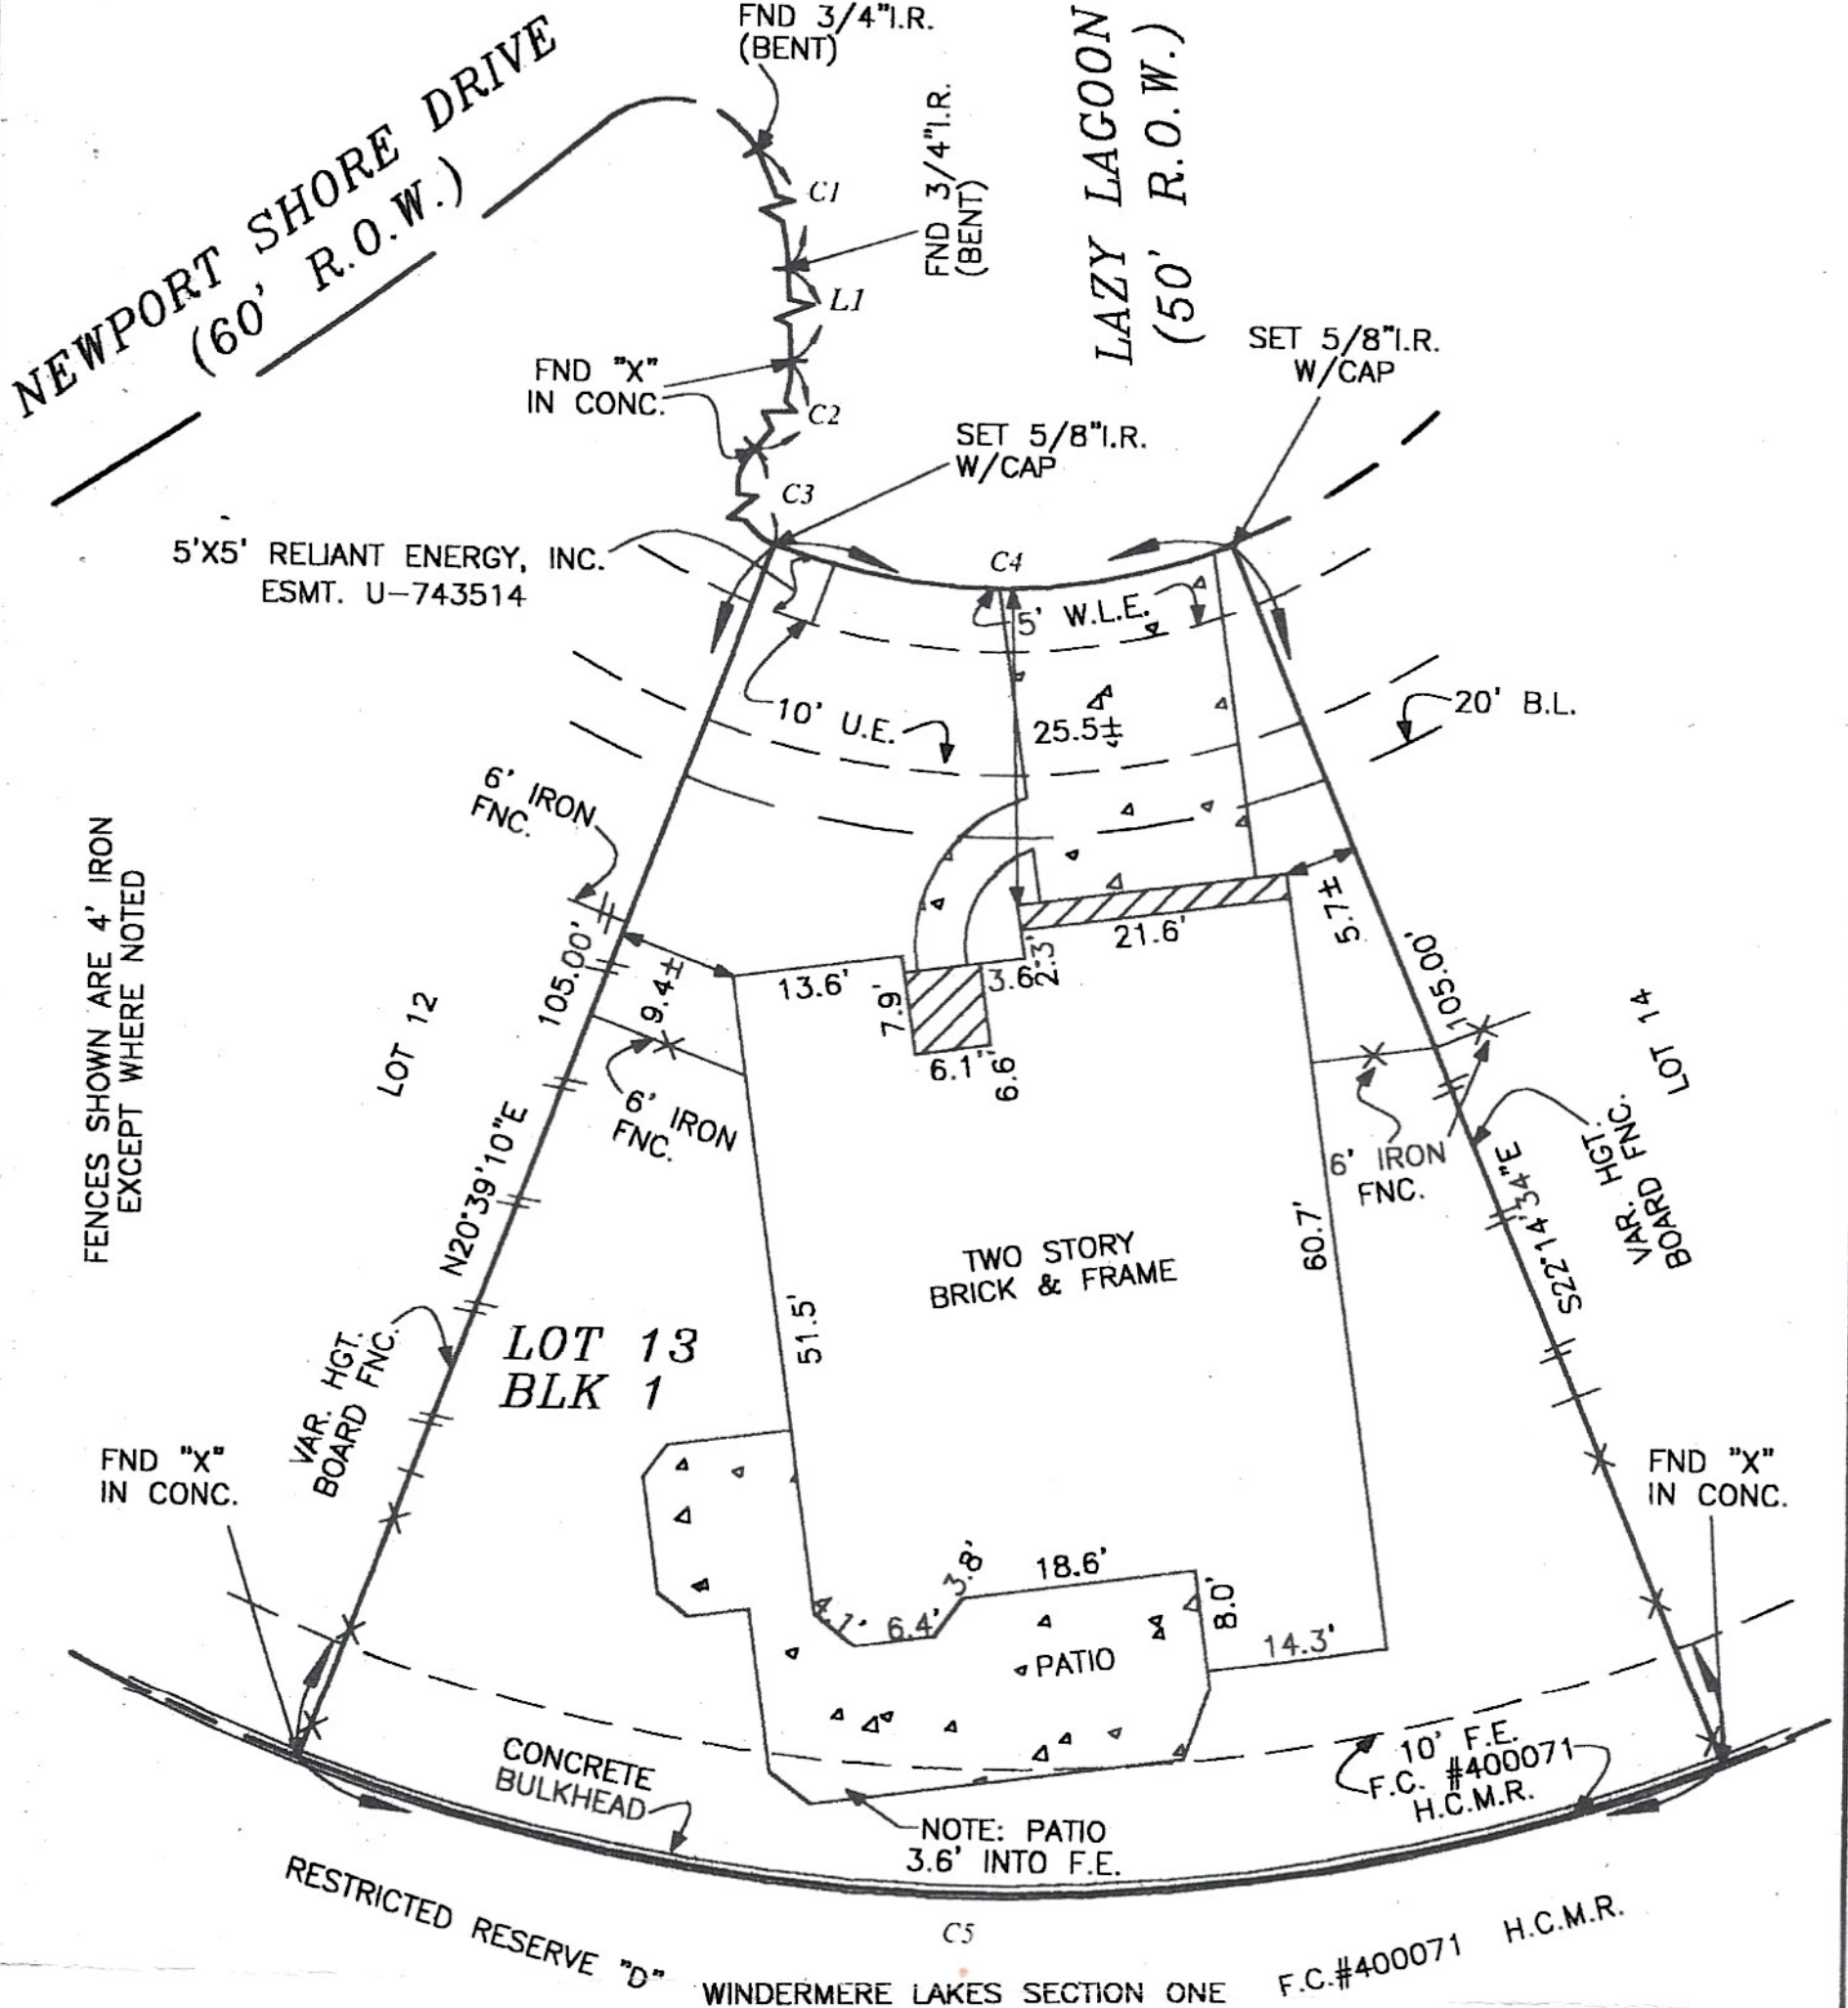 FND 3/4"I.R.
(BENT)
NEWPORT SHORE DRIVE
(60' R.O.W.)
LAZY LAGOON
(50' R.O.W.)
C1
FND 3/4"I.R.
(BENT)
L1
FND "X"
IN CONC.
C2
SET 5/8"I.R.
W/CAP
SET 5/8"I.R.
W/CAP
C3
5'X5' RELIANT ENERGY, INC.
ESMT. U-743514
C4
5' W.L.E.
10' U.E.
25.5±
20' B.L.
6' IRON
FNC.
FENCES SHOWN ARE 4' IRON
EXCEPT WHERE NOTED
LOT 12
105.00'
9.4±
13.6'
7.9'
3.6
2.3'
21.6'
5.7±
105.00'
LOT 14
6.1'
6.6
6' IRON
FNC.
6' IRON
FNC.
VAR. HGT.
BOARD FNC.
N20°39'10"E
S22°14'34"E
60.7'
TWO STORY
BRICK & FRAME
51.5'
LOT 13
BLK 1
VAR. HGT.
BOARD FNC.
FND "X"
IN CONC.
FND "X"
IN CONC.
6.4'
3.8'
18.6'
8.0'
14.3'
PATIO
CONCRETE
BULKHEAD
NOTE: PATIO
3.6' INTO F.E.
10' F.E.
F.C. #400071
H.C.M.R.
C5
RESTRICTED RESERVE "D" WINDERMERE LAKES SECTION ONE F.C.#400071 H.C.M.R.